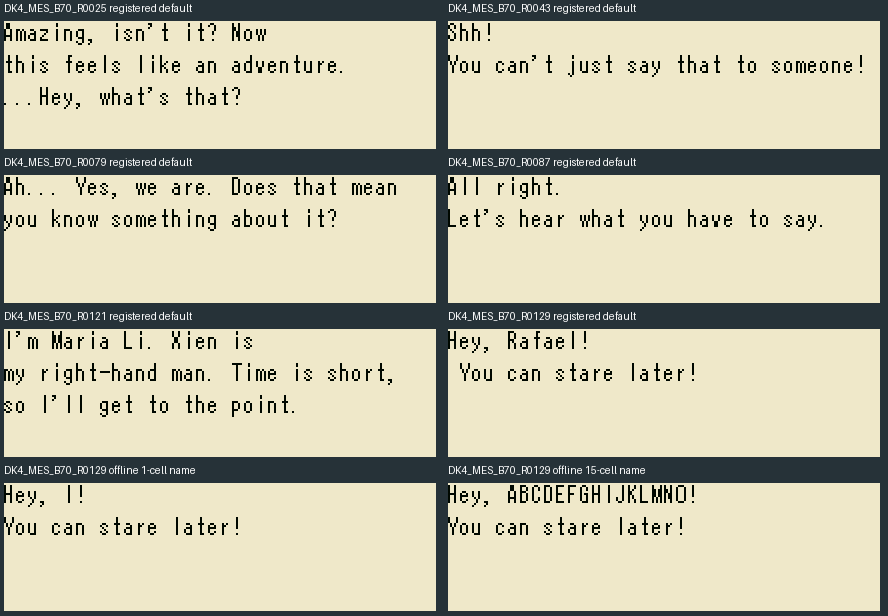 DK4_MES_B70_R0025 registered default
Amazing, isn't it? Now
this feels like an adventure.
...Hey, what's that?
DK4_MES_B70_R0043 registered default
Shh!
You can't just say that to someone!
DK4_MES_B70_R0079 registered default
Ah... Yes, we are. Does that mean
you know something about it?
DK4_MES_B70_R0087 registered default
All right.
Let's hear what you have to say.
DK4_MES_B70_R0121 registered default
I'm Maria Li. Xien is
my right-hand man. Time is short,
so I'll get to the point.
DK4_MES_B70_R0129 registered default
Hey, Rafael!
You can stare later!
DK4_MES_B70_R0129 offline 1-cell name
Hey, I!
You can stare later!
DK4_MES_B70_R0129 offline 15-cell name
Hey, ABCDEFGHIJKLMNO!
You can stare later!